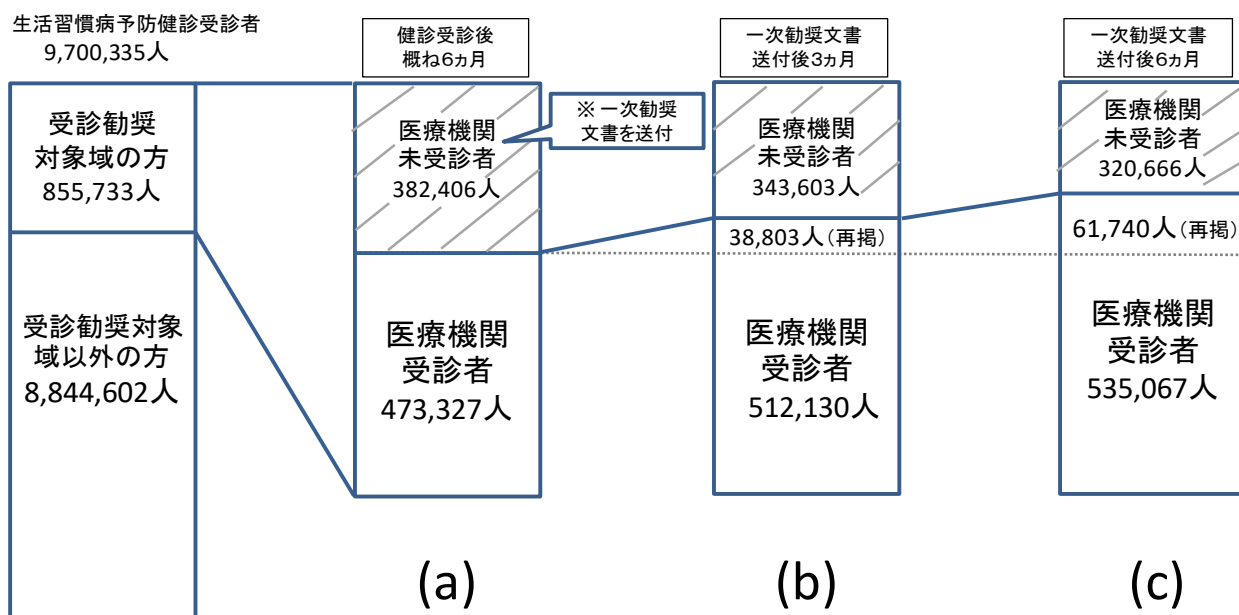 生活習慣病予防健診受診者
9,700,335人
受診勧奨
対象域の方
855,733人
受診勧奨対象
域以外の方
8,844,602人
健診受診後
概ね6ヵ月
医療機関
未受診者
382,406人
※ 一次勧奨
文書を送付
医療機関
受診者
473,327人
(a)
一次勧奨文書
送付後3ヵ月
医療機関
未受診者
343,603人
38,803人（再掲）
医療機関
受診者
512,130人
(b)
一次勧奨文書
送付後6ヵ月
医療機関
未受診者
320,666人
61,740人（再掲）
医療機関
受診者
535,067人
(c)